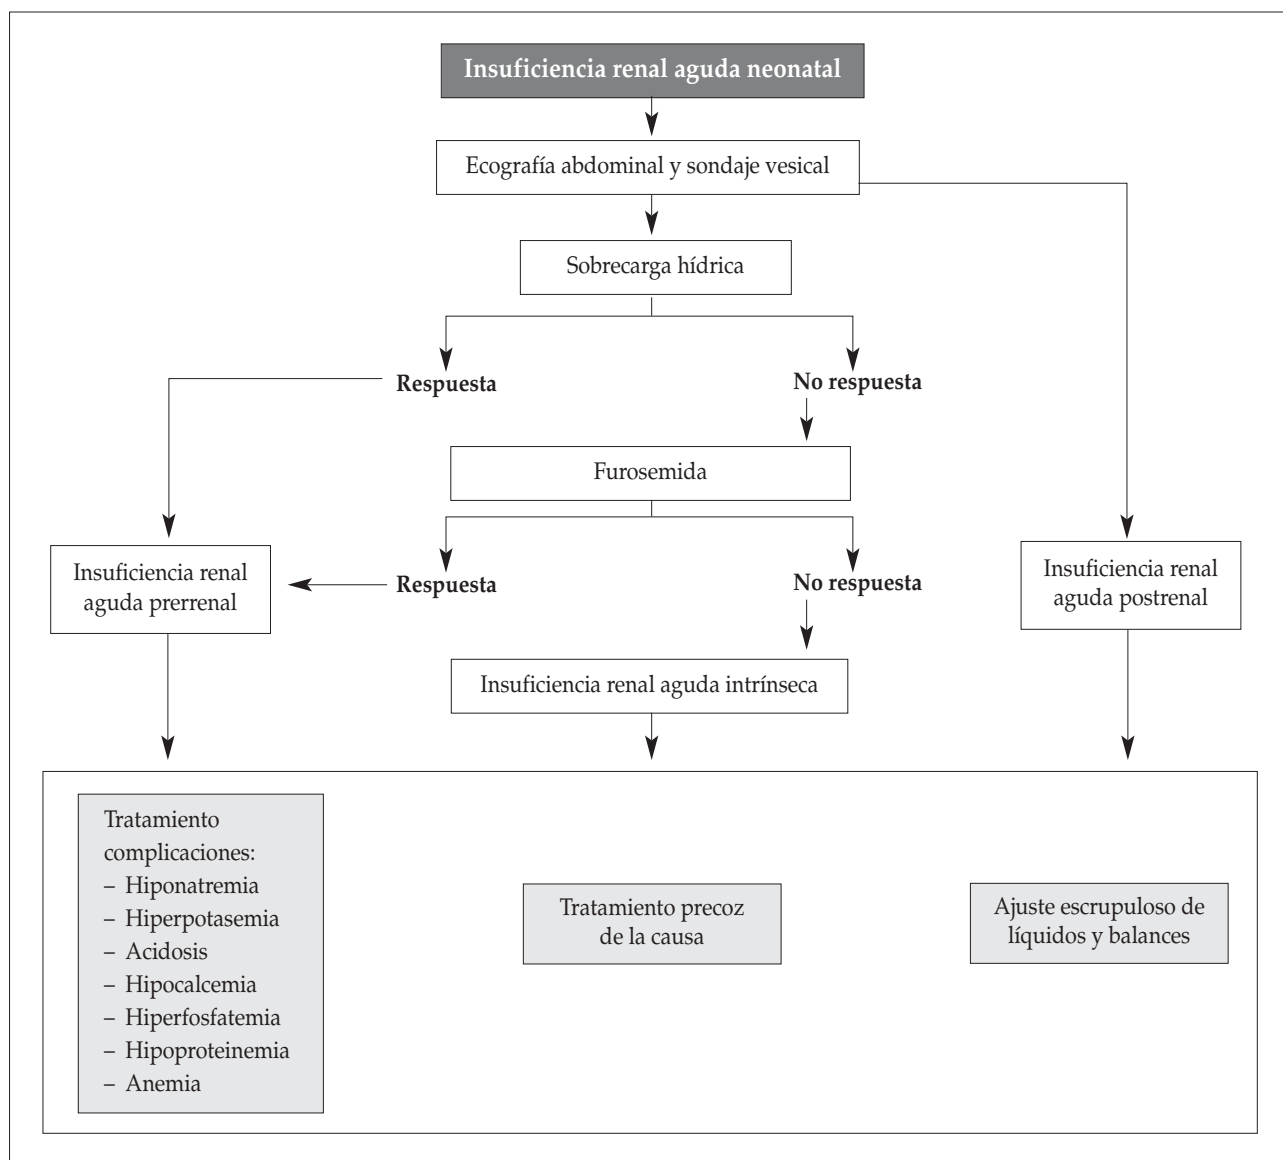 Insuficiencia renal aguda neonatal
Ecografía abdominal y sondaje vesical
Sobrecarga hídrica
Respuesta
No respuesta
Furosemida
Respuesta
No respuesta
Insuficiencia renal
aguda prerrenal
Insuficiencia renal
aguda postrenal
Insuficiencia renal aguda intrínseca
Tratamiento
complicaciones:
– Hiponatremia
– Hiperpotasemia
– Acidosis
– Hipocalcemia
– Hiperfosfatemia
– Hipoproteinemia
– Anemia
Tratamiento precoz
de la causa
Ajuste escrupuloso de
líquidos y balances